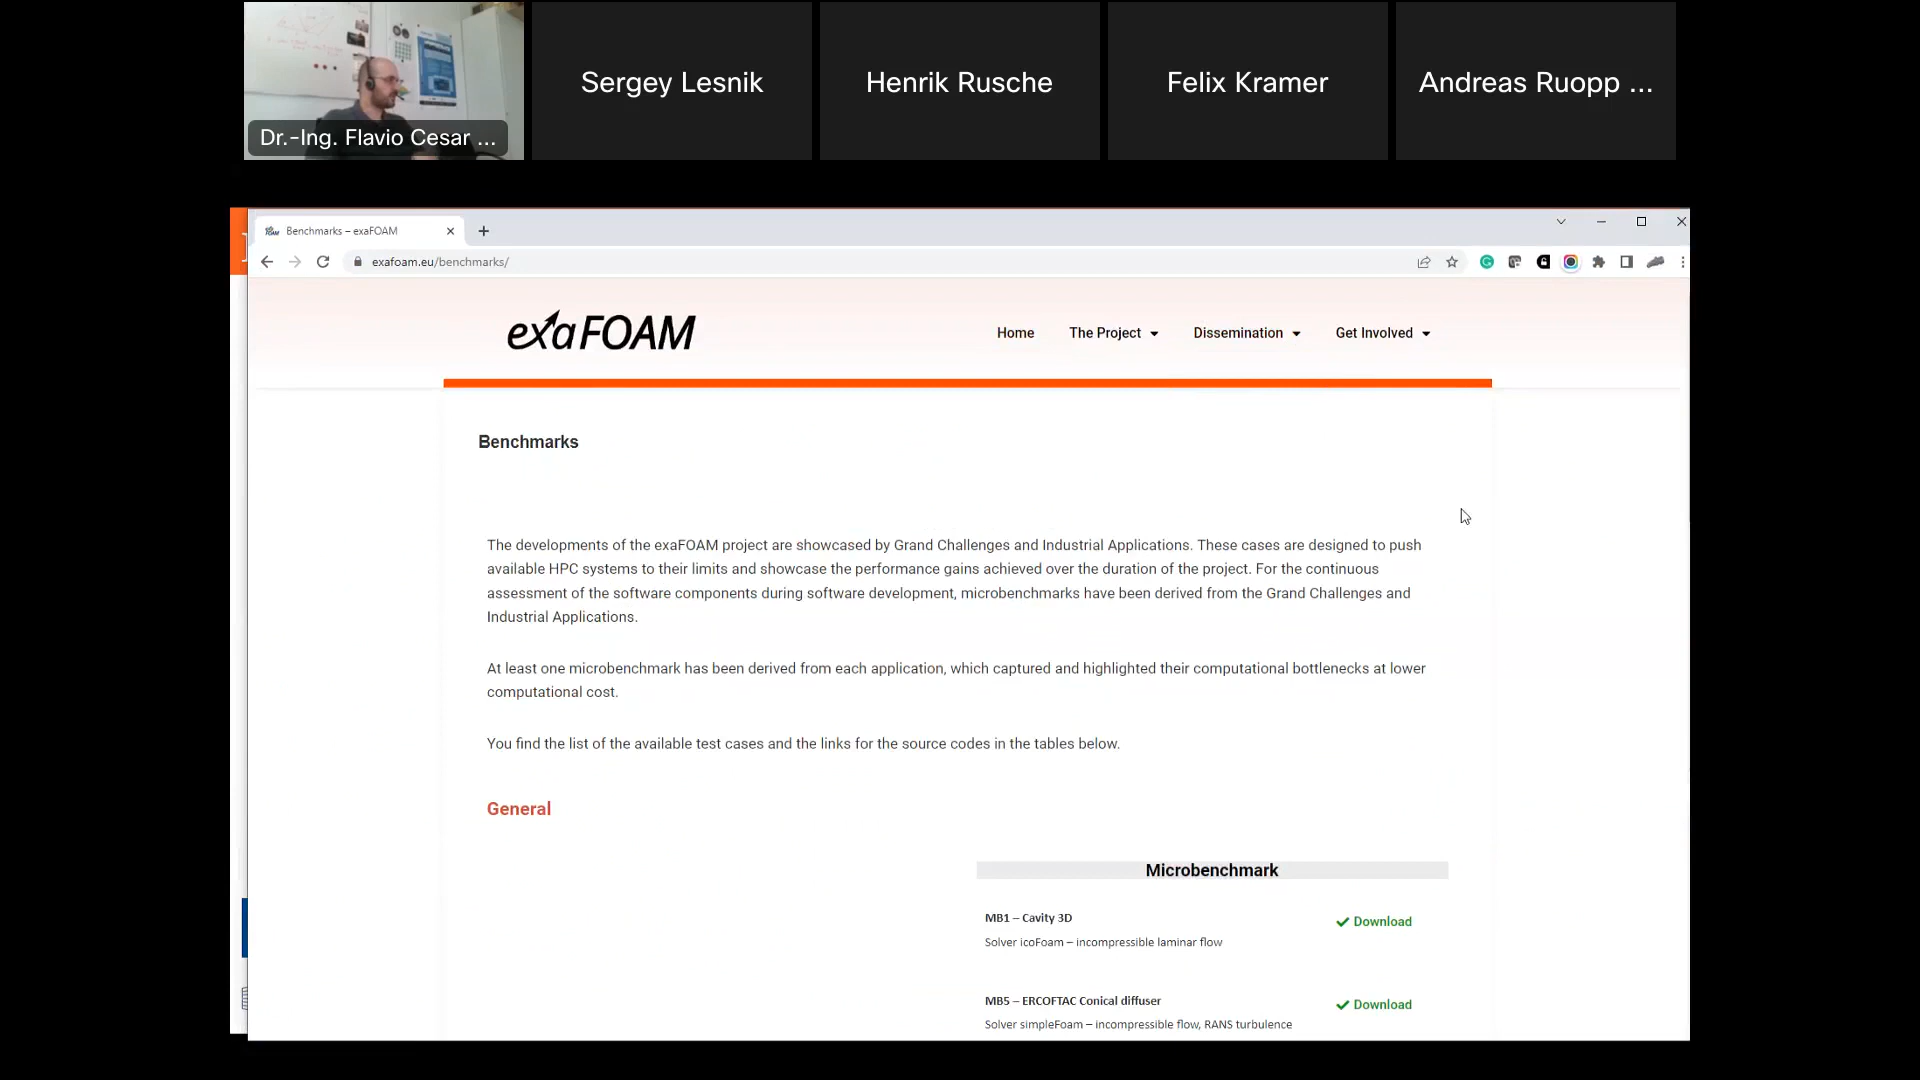 Dr.-Ing. Flavio Cesar ...
Sergey Lesnik
Henrik Rusche
Felix Kramer
Andreas Ruopp ...
Benchmarks – exaFOAM
exafoam.eu/benchmarks/
exaFOAM
Home
The Project
Dissemination
Get Involved
Benchmarks
The developments of the exaFOAM project are showcased by Grand Challenges and Industrial Applications. These cases are designed to push
available HPC systems to their limits and showcase the performance gains achieved over the duration of the project. For the continuous
assessment of the software components during software development, microbenchmarks have been derived from the Grand Challenges and
Industrial Applications.
At least one microbenchmark has been derived from each application, which captured and highlighted their computational bottlenecks at lower
computational cost.
You find the list of the available test cases and the links for the source codes in the tables below.
General
Microbenchmark
MB1 – Cavity 3D
Download
Solver icoFoam – incompressible laminar flow
MB5 – ERCOFTAC Conical diffuser
Download
Solver simpleFoam – incompressible flow, RANS turbulence